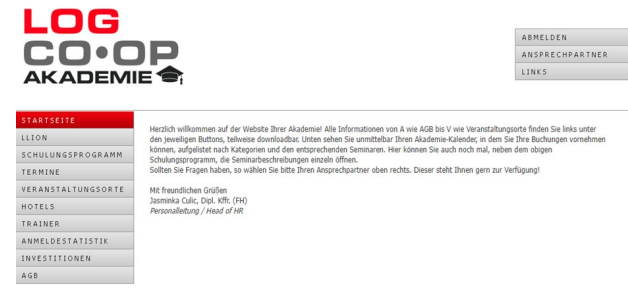 LOG
CO•OP
AKADEMIE
ABMELDEN
ANSPRECHPARTNER
LINKS
STARTSEITE
LLION
SCHULUNGSPROGRAMM
TERMINE
VERANSTALTUNGSORTE
HOTELS
TRAINER
ANMELDESTATISTIK
INVESTITIONEN
AGB
Herzlich willkommen auf der Website Ihrer Akademie! Alle Informationen von A wie AGB bis V wie Veranstaltungsorte finden Sie links unter
den jeweiligen Buttons, teilweise downloadbar. Unten sehen Sie unmittelbar Ihren Akademie-Kalender, in dem Sie Ihre Buchungen vornehmen
können, aufgelistet nach Kategorien und den entsprechenden Seminaren. Hier können Sie auch noch mal, neben dem obigen
Schulungsprogramm, die Seminarbeschreibungen einzeln öffnen.
Sollten Sie Fragen haben, so wählen Sie bitte Ihren Ansprechpartner oben rechts. Dieser steht Ihnen gern zur Verfügung!
Mit freundlichen Grüßen
Jasminka Culic, Dipl. Kffr. (FH)
Personalleitung / Head of HR